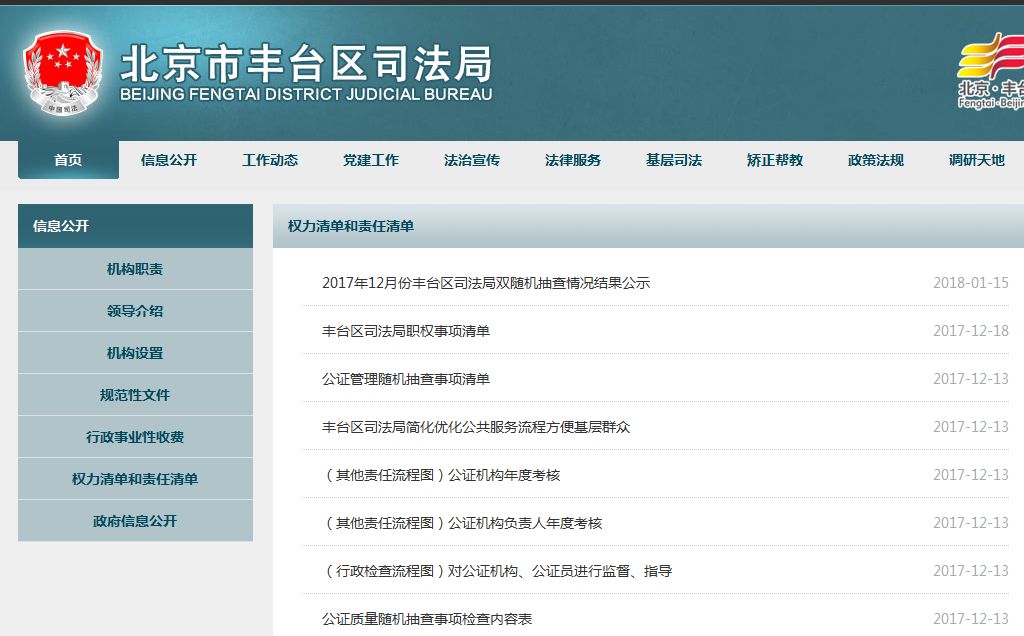 北京市丰台区司法局
BEIJING FENGTAI DISTRICT JUDICIAL BUREAU
中国司法
北京·丰台
Fengtai·Beijin
首页 信息公开 工作动态 党建工作 法治宣传 法律服务 基层司法 矫正帮教 政策法规 调研天地
信息公开
机构职责
领导介绍
机构设置
规范性文件
行政事业性收费
权力清单和责任清单
政府信息公开
权力清单和责任清单
2017年12月份丰台区司法局双随机抽查情况结果公示 2018-01-15
丰台区司法局职权事项清单 2017-12-18
公证管理随机抽查事项清单 2017-12-13
丰台区司法局简化优化公共服务流程方便基层群众 2017-12-13
（其他责任流程图）公证机构年度考核 2017-12-13
（其他责任流程图）公证机构负责人年度考核 2017-12-13
（行政检查流程图）对公证机构、公证员进行监督、指导 2017-12-13
公证质量随机抽查事项检查内容表 2017-12-13